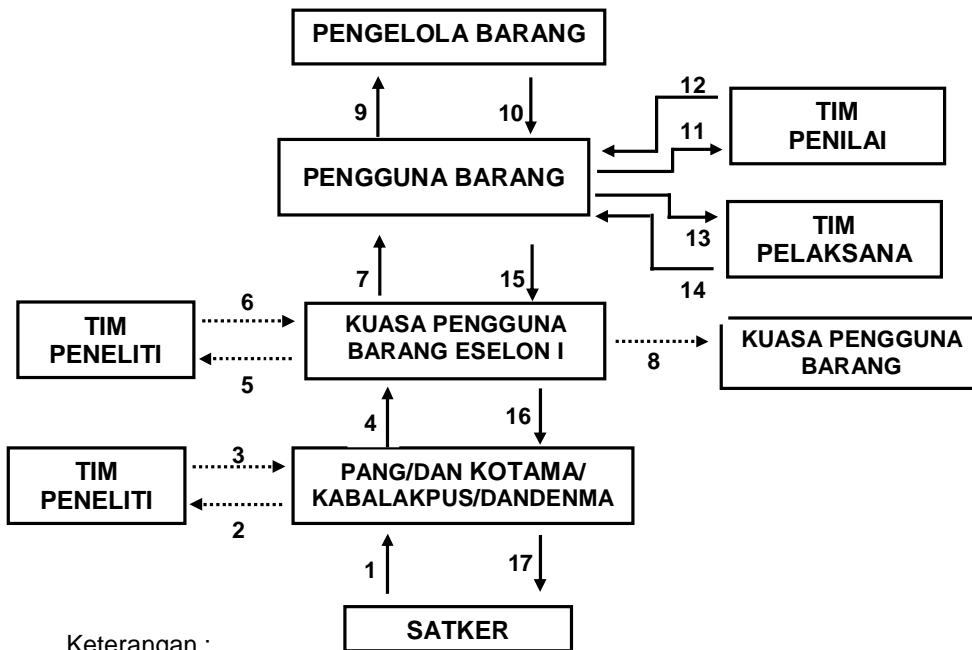 PENGELOLA BARANG
9
10
12
TIM
PENILAI
11
PENGGUNA BARANG
13
TIM
PELAKSANA
14
7
15
6
TIM
PENELITI
5
KUASA PENGGUNA
BARANG ESELON I
8
KUASA PENGGUNA
BARANG
4
16
3
TIM
PENELITI
2
PANG/DAN KOTAMA/
KABALAKPUS/DANDENMA
1
17
SATKER
Keterangan :